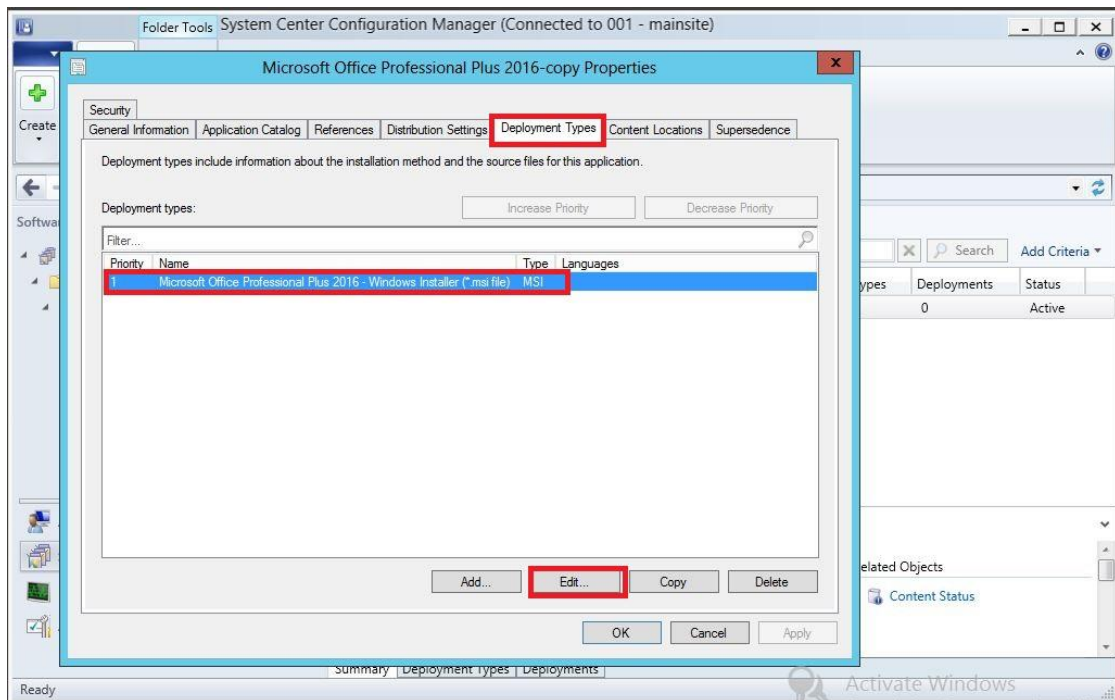 Folder Tools System Center Configuration Manager (Connected to 001 - mainsite)
Microsoft Office Professional Plus 2016-copy Properties
Create
Security
General Information Application Catalog References Distribution Settings Deployment Types Content Locations Supersedence
Deployment types include information about the installation method and the source files for this application.
Deployment types:
Increase Priority
Decrease Priority
Filter...
Priority Name Type Languages
1 Microsoft Office Professional Plus 2016 - Windows Installer (*.msi file) MSI
Add...
Edit...
Copy
Delete
OK
Cancel
Apply
Softwa
Search
Add Criteria
ypes Deployments Status
0 Active
elated Objects
Content Status
Summary Deployment Types Deployments
Activate Windows
Ready